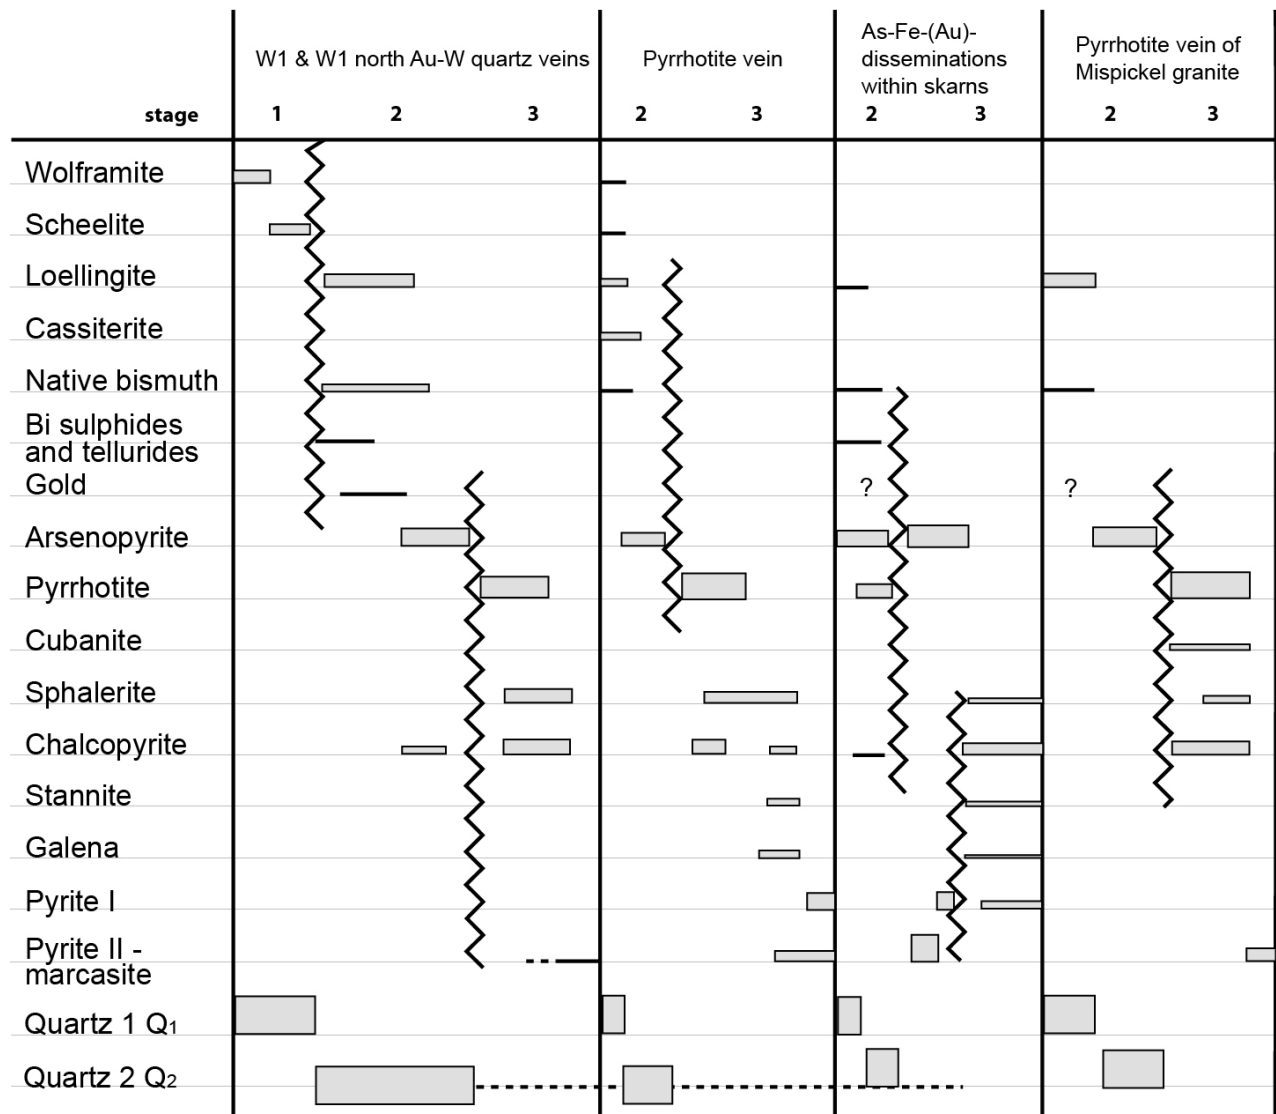 W1 & W1 north Au-W quartz veins
Pyrrhotite vein
As-Fe-(Au)-
disseminations
within skarns
Pyrrhotite vein of
Mispickel granite
stage 1 2 3 2 3 2 3 2 3
Wolframite
Scheelite
Loellingite
Cassiterite
Native bismuth
Bi sulphides
and tellurides
Gold ? ?
Arsenopyrite
Pyrrhotite
Cubanite
Sphalerite
Chalcopyrite
Stannite
Galena
Pyrite I
Pyrite II -
marcasite
Quartz 1 Q1
Quartz 2 Q2